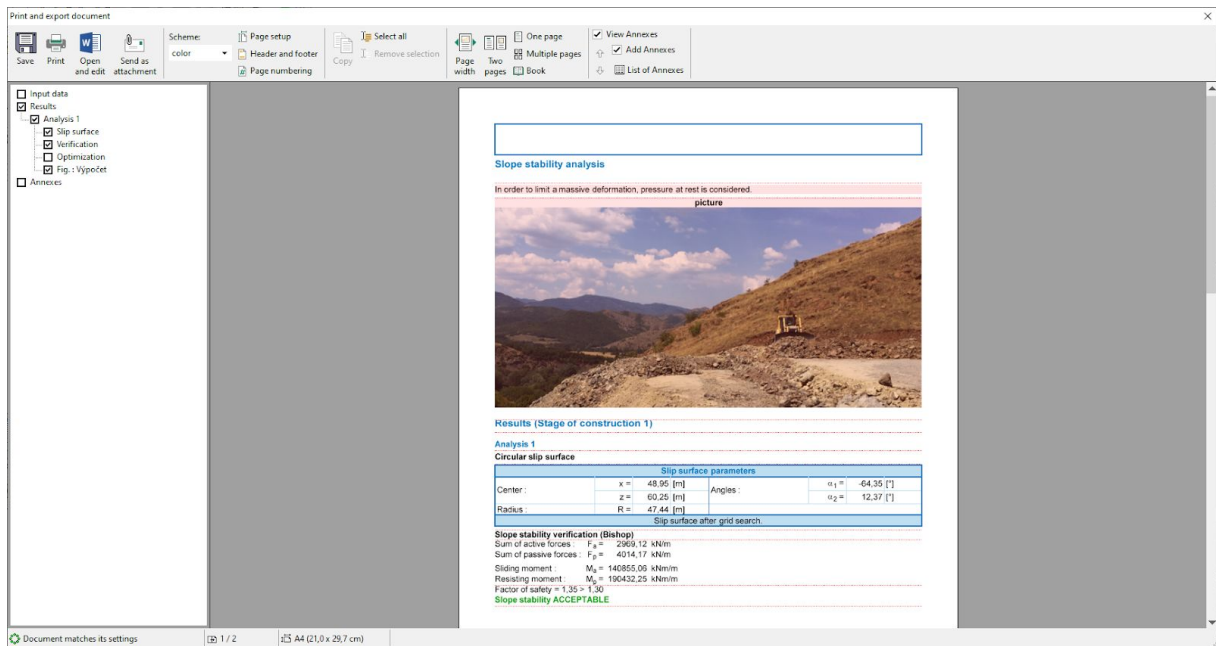 Print and export document
Save
Print
Open
and edit
Send as
attachment
Scheme:
color
Page setup
Header and footer
Page numbering
Copy
Select all
Remove selection
Page
width
Two
pages
One page
Multiple pages
Book
View Annexes
Add Annexes
List of Annexes
Input data
Results
Analysis 1
Slip surface
Verification
Optimization
Fig. : Výpočet
Annexes
Slope stability analysis
In order to limit a massive deformation, pressure at rest is considered.
picture
Results (Stage of construction 1)
Analysis 1
Circular slip surface
Slip surface parameters
Center : x = 48,95 [m] Angles : α1 = -64,35 [°]
z = 60,25 [m] α2 = 12,37 [°]
Radius : R = 47,44 [m]
Slip surface after grid search.
Slope stability verification (Bishop)
Sum of active forces : Fa = 2969,12 kN/m
Sum of passive forces : Fp = 4014,17 kN/m
Sliding moment : Ma = 140855,06 kNm/m
Resisting moment : Mp = 190432,25 kNm/m
Factor of safety = 1,35 > 1,30
Slope stability ACCEPTABLE
Document matches its settings
1 / 2
A4 (21,0 x 29,7 cm)